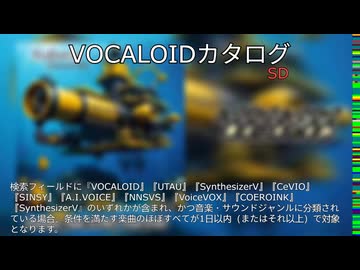 VOCALOIDカタログ
SD
検索フィールドに『VOCALOID』『UTAU』『SynthesizerV』『CeVIO』
『SINSY』『A.I.VOICE』『NNSVS』『VoiceVOX』『COEROINK』
『SynthesizerV』のいずれかが含まれ、かつ音楽・サウンドジャンルに分類され
ている場合、条件を満たす楽曲のほぼすべてが1日以内（またはそれ以上）で対象
となります。